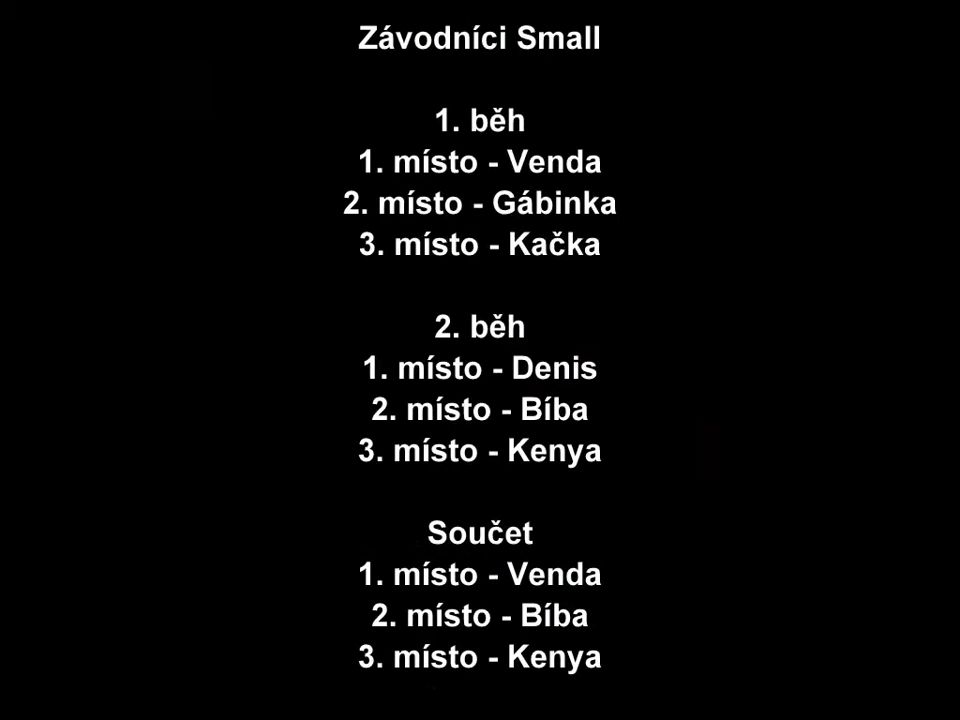 Závodníci Small
1. běh
1. místo - Venda
2. místo - Gábinka
3. místo - Kačka
2. běh
1. místo - Denis
2. místo - Bíba
3. místo - Kenya
Součet
1. místo - Venda
2. místo - Bíba
3. místo - Kenya